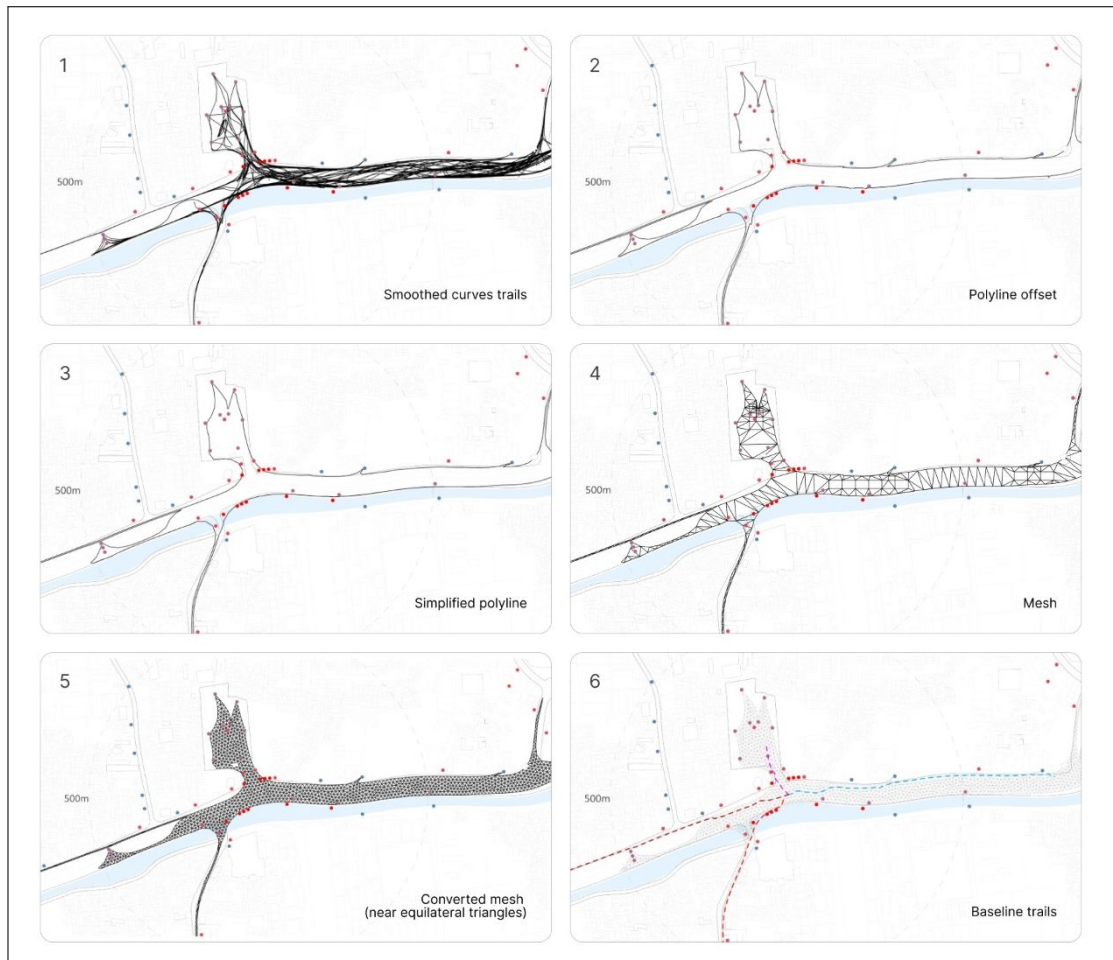 1
500m
Smoothed curves trails
2
500m
Polyline offset
3
500m
Simplified polyline
4
500m
Mesh
5
500m
Converted mesh
(near equilateral triangles)
6
500m
Baseline trails